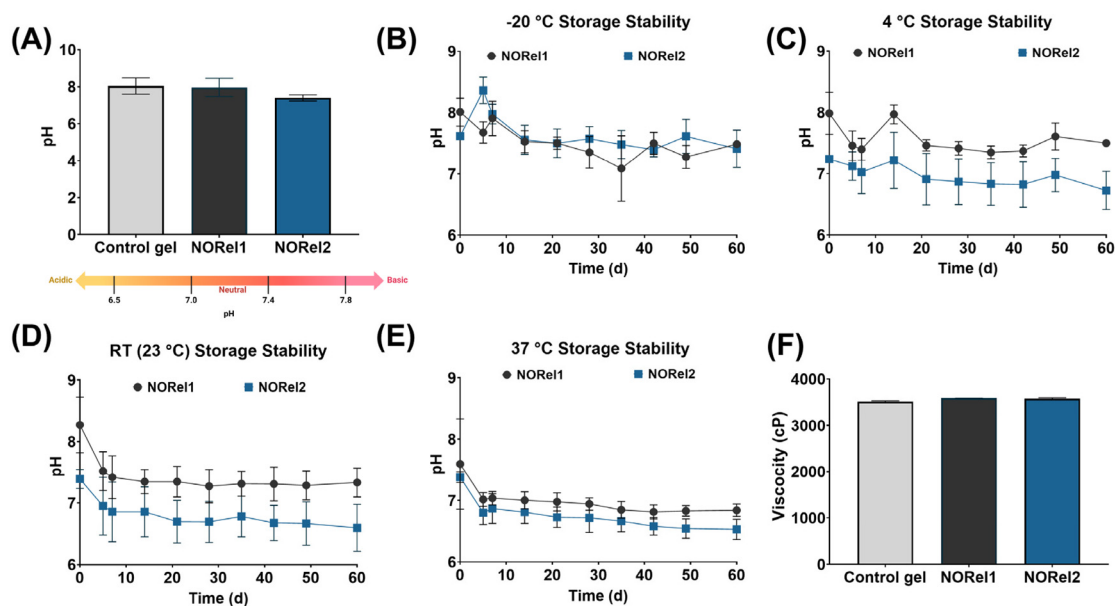 (A)
pH
10
8
6
4
2
0
Control gel NORel1 NORel2
Acidic Basic
Neutral
6.5 7.0 7.4 7.8
pH
(B)
-20 °C Storage Stability
NORel1 NORel2
pH
9
8
7
6
0 10 20 30 40 50 60
Time (d)
(C)
4 °C Storage Stability
NORel1 NORel2
pH
9
8
7
6
0 10 20 30 40 50 60
Time (d)
(D)
RT (23 °C) Storage Stability
NORel1 NORel2
pH
9
8
7
6
0 10 20 30 40 50 60
Time (d)
(E)
37 °C Storage Stability
NORel1 NORel2
pH
9
8
7
6
0 10 20 30 40 50 60
Time (d)
(F)
Viscocity (cP)
4000
3000
2000
1000
0
Control gel NORel1 NORel2